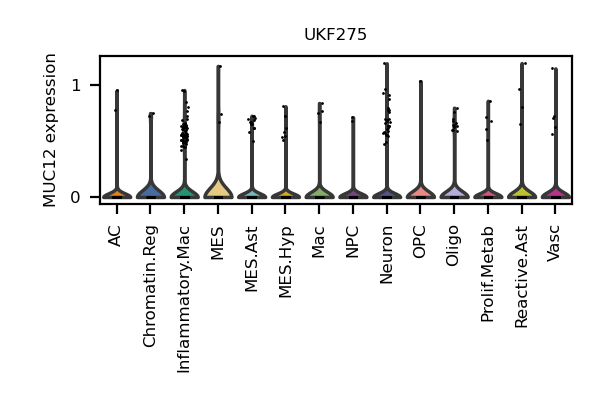 UKF275
MUC12 expression
1
0
AC
Chromatin.Reg
Inflammatory.Mac
MES
MES.Ast
MES.Hyp
Mac
NPC
Neuron
OPC
Oligo
Prolif.Metab
Reactive.Ast
Vasc